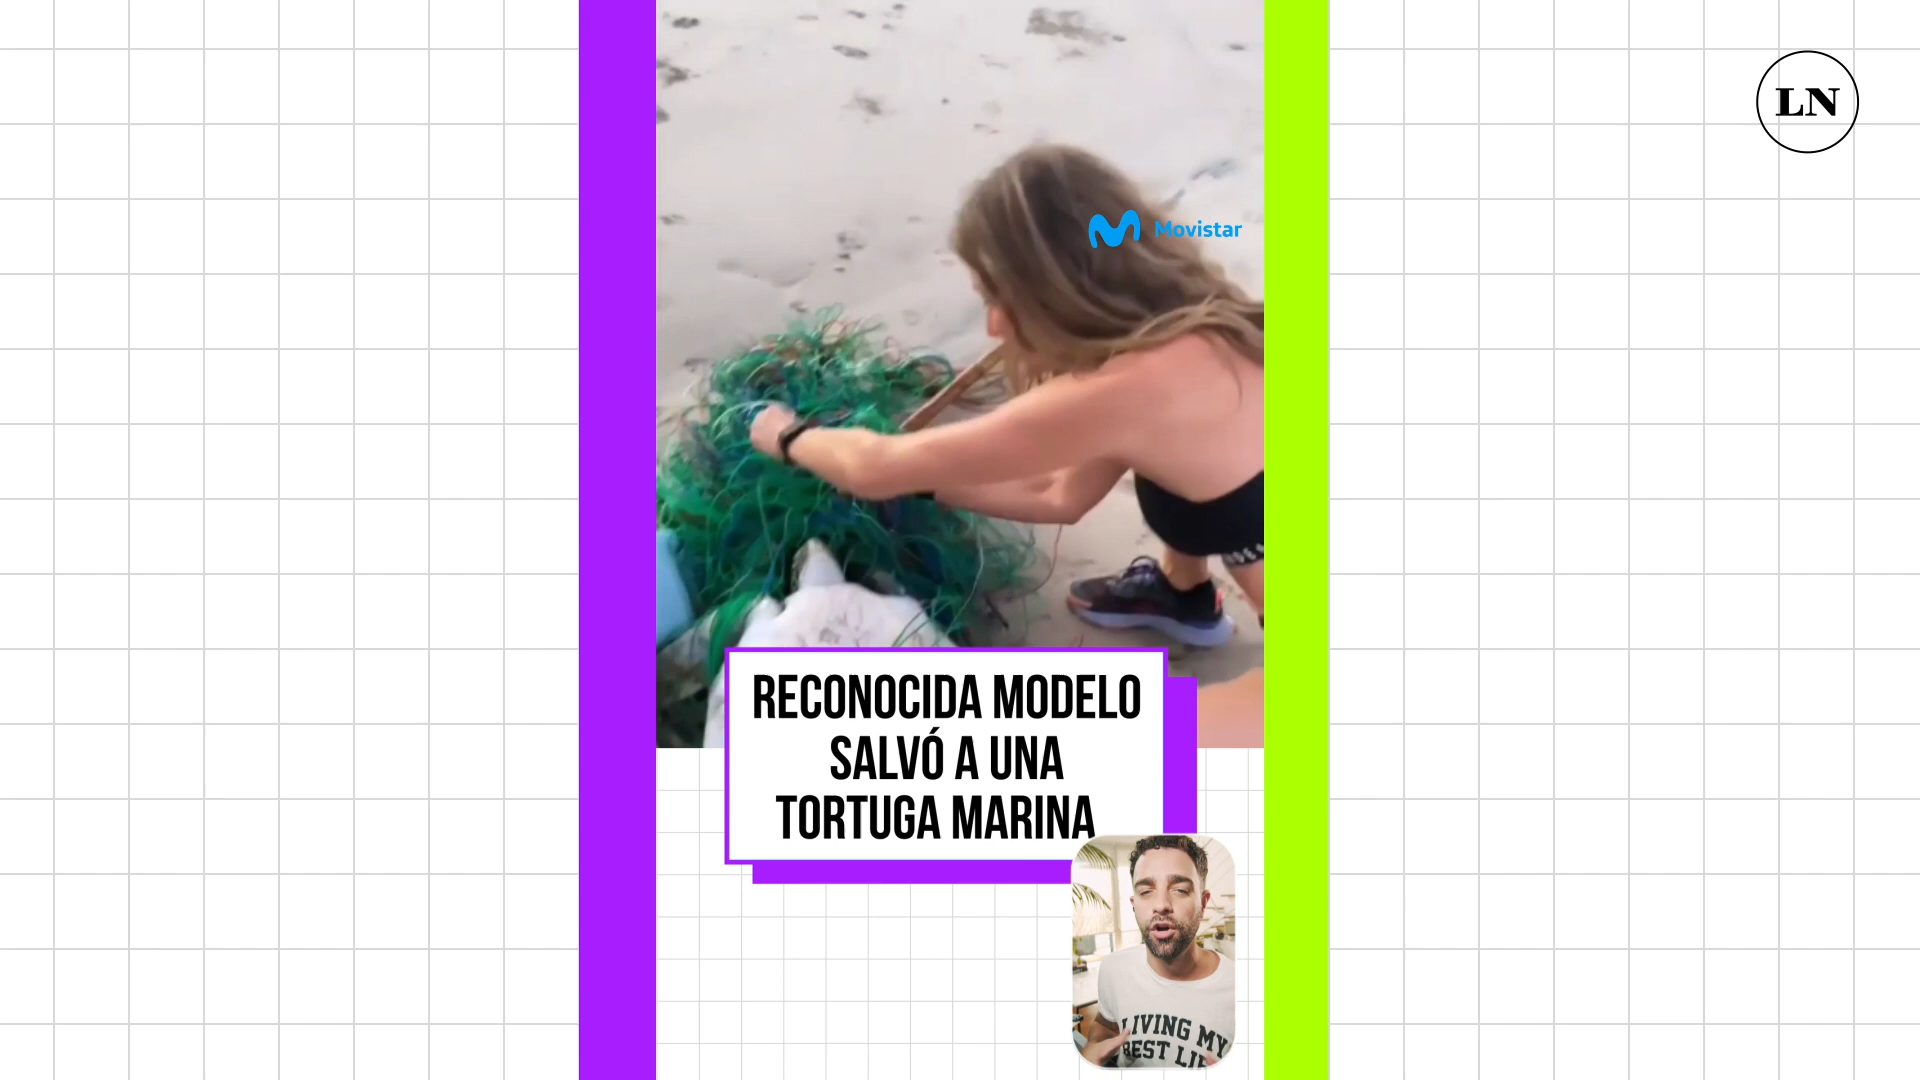 LN
Movistar
RECONOCIDA MODELO
SALVÓ A UNA
TORTUGA MARINA
LIVING MY
BEST LI